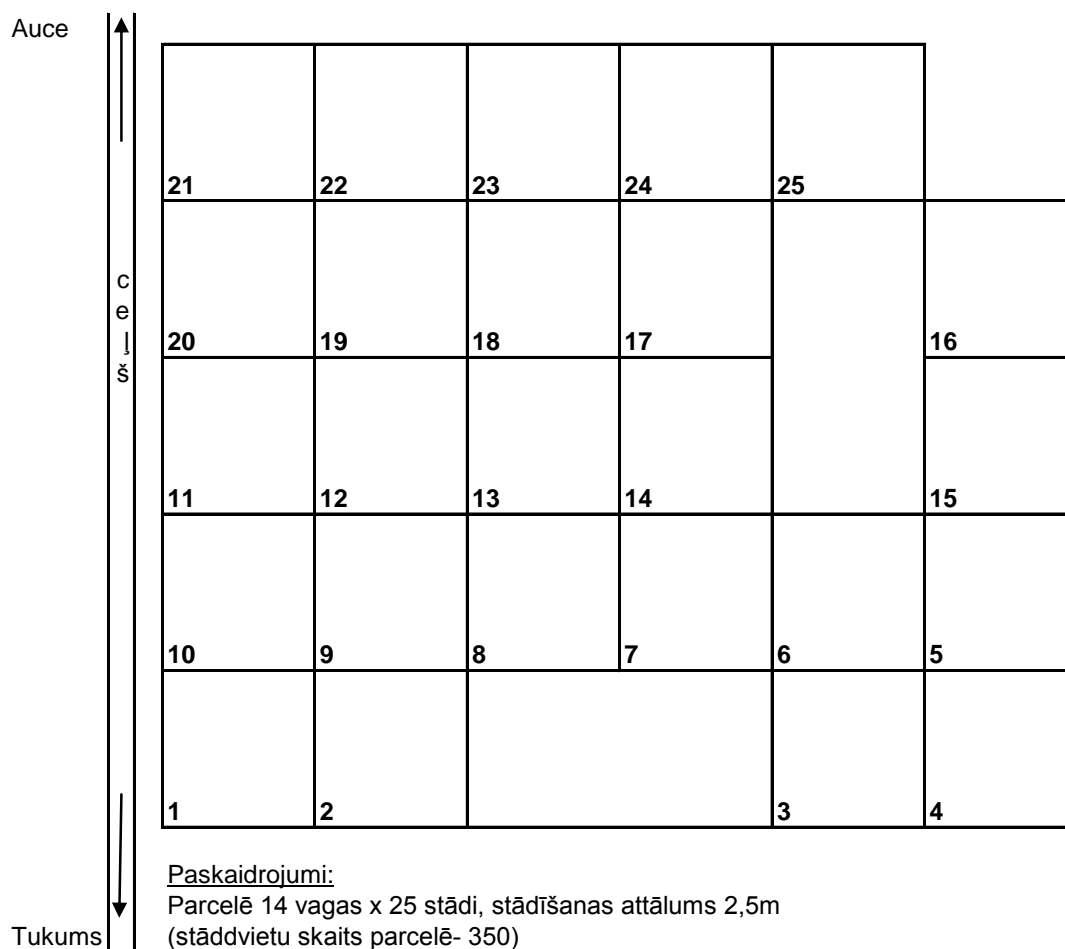 Auce
21 22 23 24 25
ceļš
20 19 18 17 16
11 12 13 14 15
10 9 8 7 6 5
1 2 3 4
Paskaidrojumi:
Parcelē 14 vagas x 25 stādi, stādīšanas attālums 2,5m
Tukums
(stāddvietu skaits parcelē- 350)